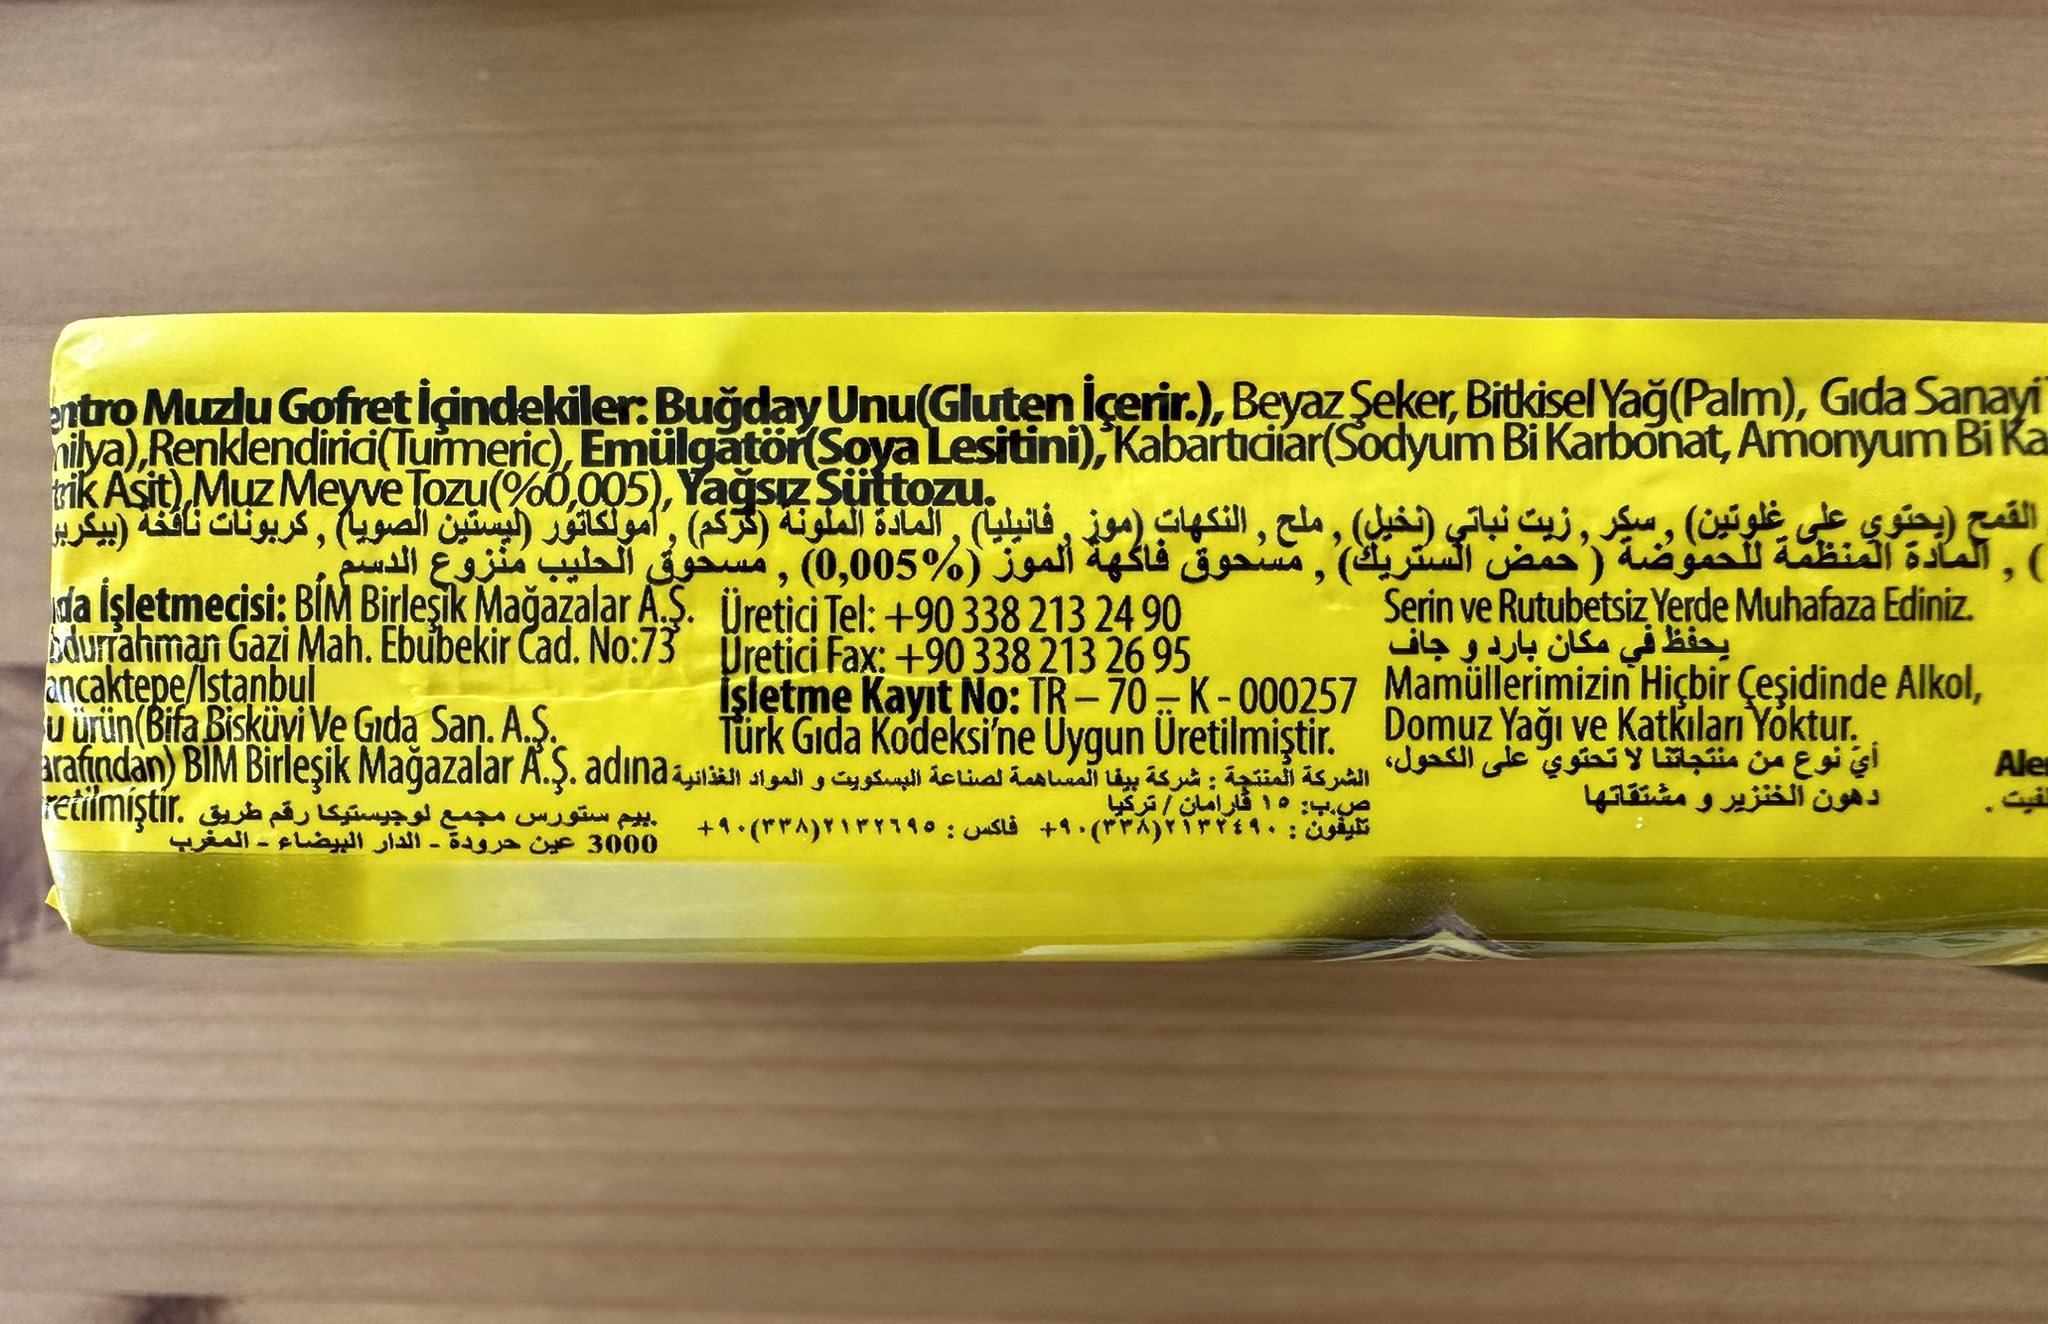 entro Muzlu Gofret İçindekiler: Buğday Unu(Gluten İçerir.), Beyaz Şeker, Bitkisel Yağ(Palm), Gıda Sanayi
nilya),Renklendirici(Turmeric), Emülgatör(Soya Lesitini), Kabartıcılar(Sodyum Bi Karbonat, Amonyum Bi Ka
trik Asit),Muz Meyve Tozu(%0,005), Yağsız Süttozu.
القمح (يحتوي على غلوتين) , سكر , زيت نباتي (نخيل) , ملح , النكهات (موز , فانيليا) , المادة الملونة (كركم) , امولكاتور (ليستين الصويا) , كربونات نافخة (بيكربو
) , المادة المنظمة للحموضة ( حمض الستريك) , مسحوق فاكهة الموز (%0,005) , مسحوق الحليب منزوع الدسم
ıda İşletmecisi: BİM Birleşik Mağazalar A.Ş.
bdurrahman Gazi Mah. Ebubekir Cad. No:73
ancaktepe/İstanbul
u ürün(Bifa Bisküvi Ve Gıda San. A.Ş.
arafından) BİM Birleşik Mağazalar A.Ş. adına
retilmiştir.
بيم ستورس مجمع لوجيستيكا رقم طريق
3000 عين حرودة - الدار البيضاء - المغرب
Üretici Tel: +90 338 213 24 90
Üretici Fax: +90 338 213 26 95
İşletme Kayıt No: TR – 70 – K - 000257
Türk Gıda Kodeksi’ne Uygun Üretilmiştir.
الشركة المنتجة : شركة بيفا المساهمة لصناعة البسكويت و المواد الغذائية
ص.ب: ١٥ قارامان / تركيا
تليفون : ٢١٣٢٤٩٠(٣٣٨)٩٠+ فاكس : ٢١٣٢٦٩٥(٣٣٨)٩٠+
Serin ve Rutubetsiz Yerde Muhafaza Ediniz.
يحفظ في مكان بارد و جاف
Mamüllerimizin Hiçbir Çeşidinde Alkol,
Domuz Yağı ve Katkıları Yoktur.
أيّ نوع من منتجاتنا لا تحتوي على الكحول،
دهون الخنزير و مشتقاتها
Aler